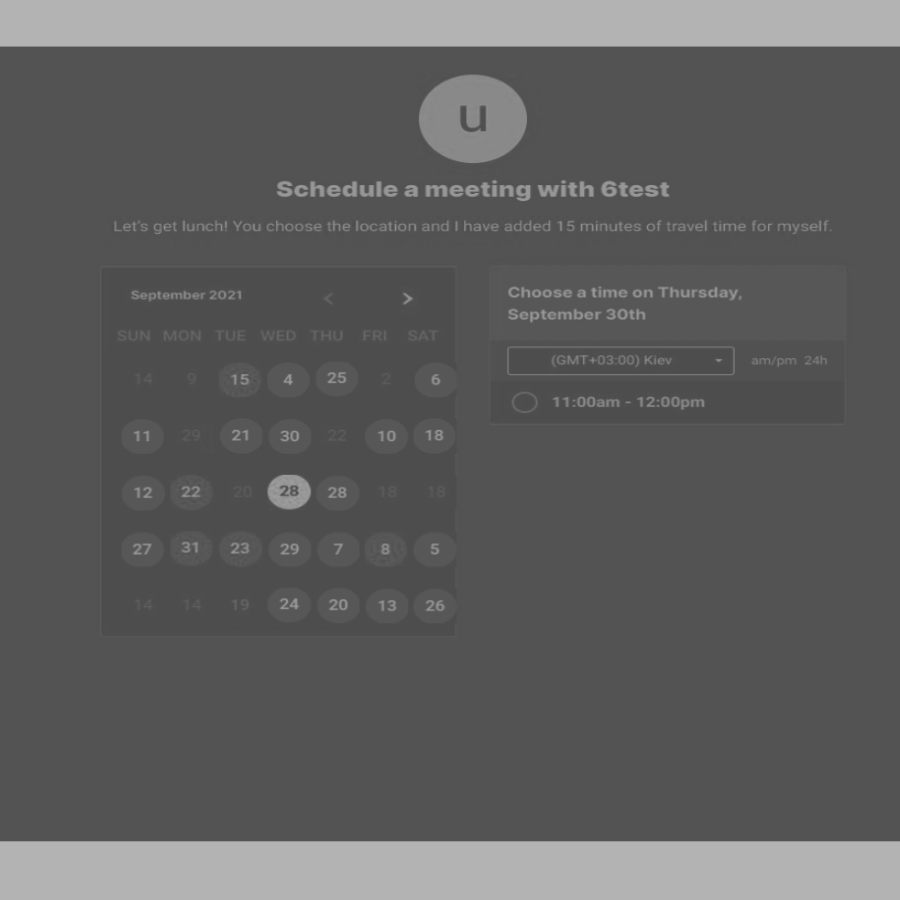 u
Schedule a meeting with 6test
Let's get lunch! You choose the location and I have added 15 minutes of travel time for myself.
September 2021 < >
SUN MON TUE WED THU FRI SAT
14 9 15 4 25 2 6
11 29 21 30 22 10 18
12 22 20 28 28 18 18
27 31 23 29 7 8 5
14 14 19 24 20 13 26
Choose a time on Thursday,
September 30th
(GMT+03:00) Kiev am/pm 24h
11:00am - 12:00pm